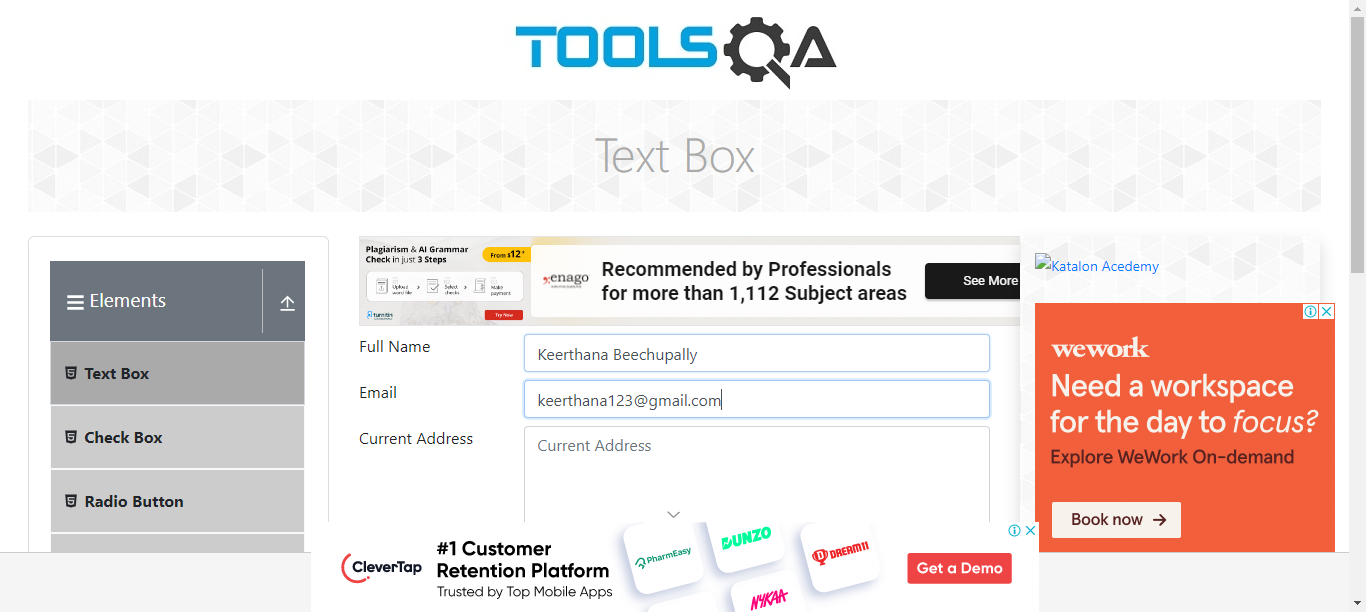 TOOLSQA
Text Box
Elements
Text Box
Check Box
Radio Button
Plagiarism & AI Grammar
Check in just 3 Steps
From $12*
Upload
word file
Select
checks
Make
payment
turnitin
Try Now
enago
Recommended by Professionals
for more than 1,112 Subject areas
See More
Full Name
Keerthana Beechupally
Email
keerthana123@gmail.com
Current Address
Current Address
Katalon Acedemy
wework
Need a workspace
for the day to focus?
Explore WeWork On-demand
Book now →
CleverTap
#1 Customer
Retention Platform
Trusted by Top Mobile Apps
PharmEasy
DUNZO
DREAM11
NYKAA
Get a Demo